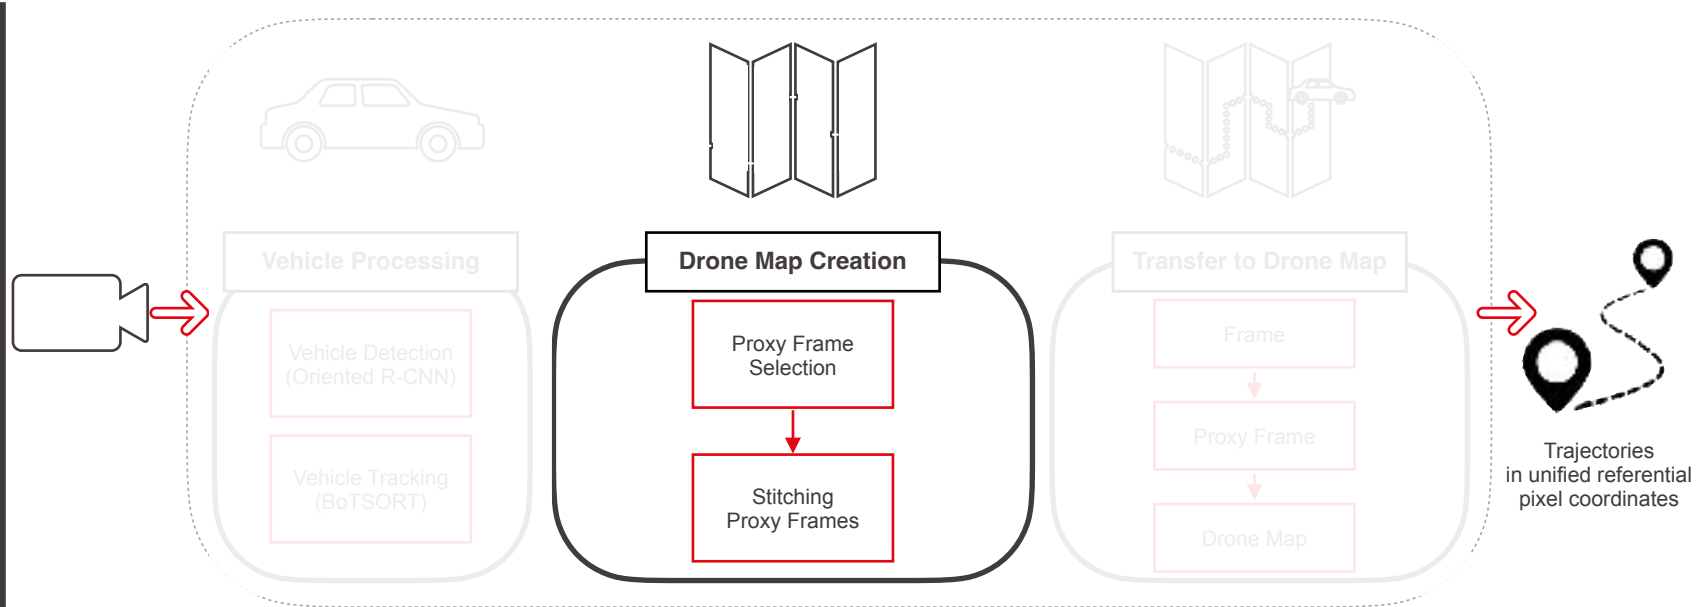 Vehicle Processing
Vehicle Detection
(Oriented R-CNN)
Vehicle Tracking
(BoTSORT)
Drone Map Creation
Proxy Frame
Selection
Stitching
Proxy Frames
Transfer to Drone Map
Frame
Proxy Frame
Drone Map
Trajectories
in unified referential
pixel coordinates